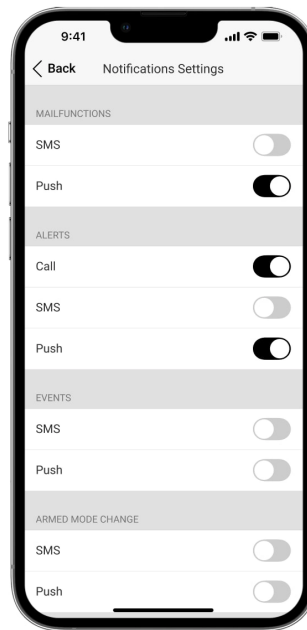 9:41
Back Notifications Settings
MAILFUNCTIONS
SMS
Push
ALERTS
Call
SMS
Push
EVENTS
SMS
Push
ARMED MODE CHANGE
SMS
Push